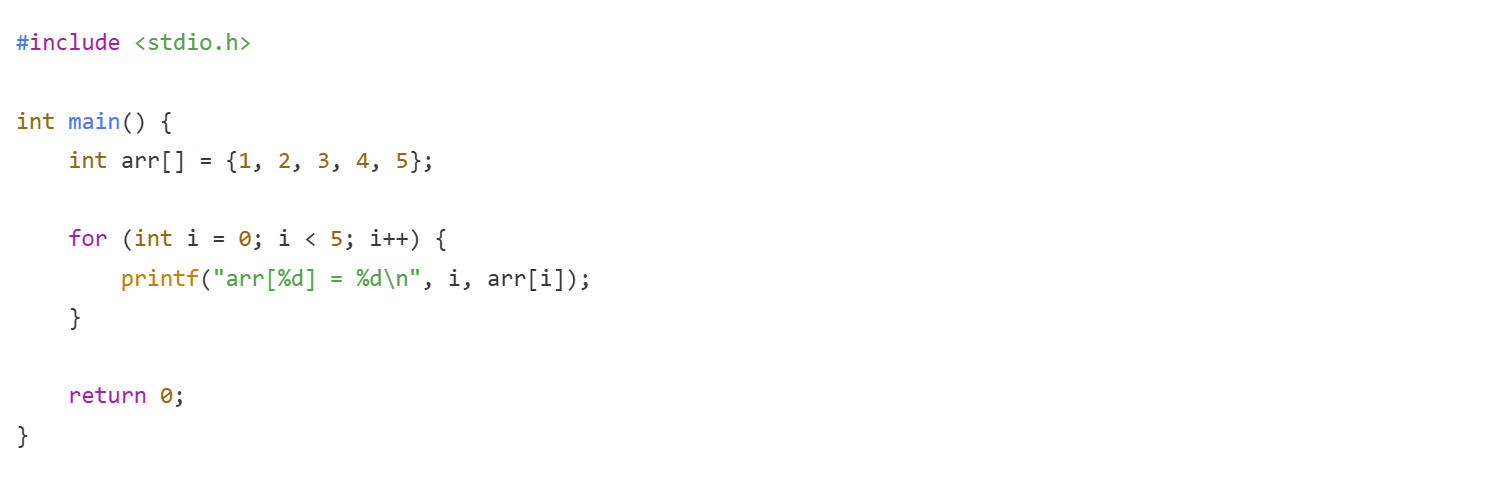 #include <stdio.h>

int main() {
    int arr[] = {1, 2, 3, 4, 5};

    for (int i = 0; i < 5; i++) {
        printf("arr[%d] = %d\n", i, arr[i]);
    }

    return 0;
}